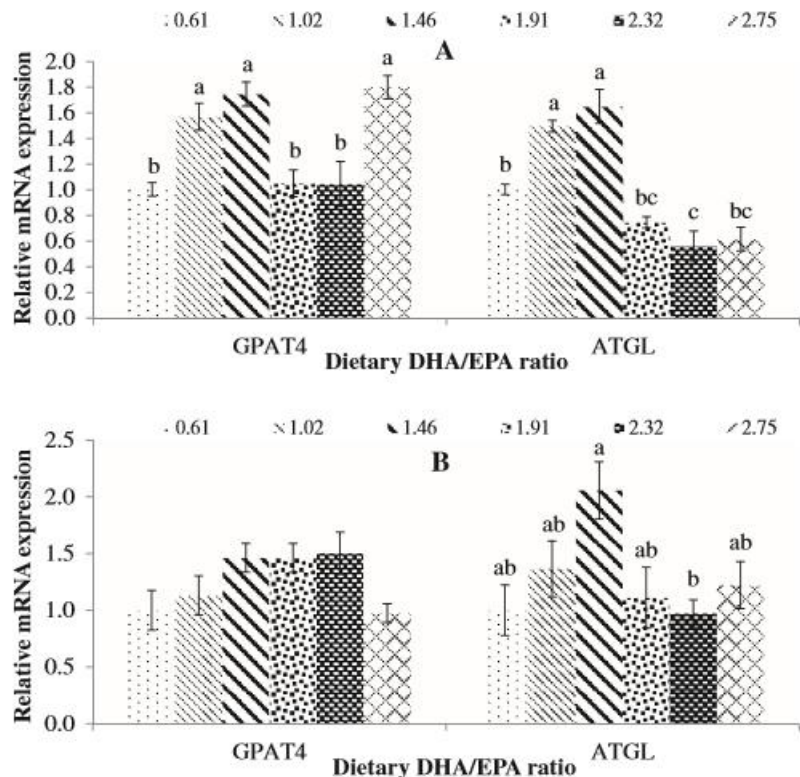 0.61 1.02 1.46 1.91 2.32 2.75
A
Relative mRNA expression
2.0
1.8
1.6
1.4
1.2
1.0
0.8
0.6
0.4
0.2
0.0
b a a b b a
b a a bc c bc
GPAT4 ATGL
Dietary DHA/EPA ratio
0.61 1.02 1.46 1.91 2.32 2.75
B
Relative mRNA expression
2.5
2.0
1.5
1.0
0.5
0.0
ab ab a ab b ab
GPAT4 ATGL
Dietary DHA/EPA ratio